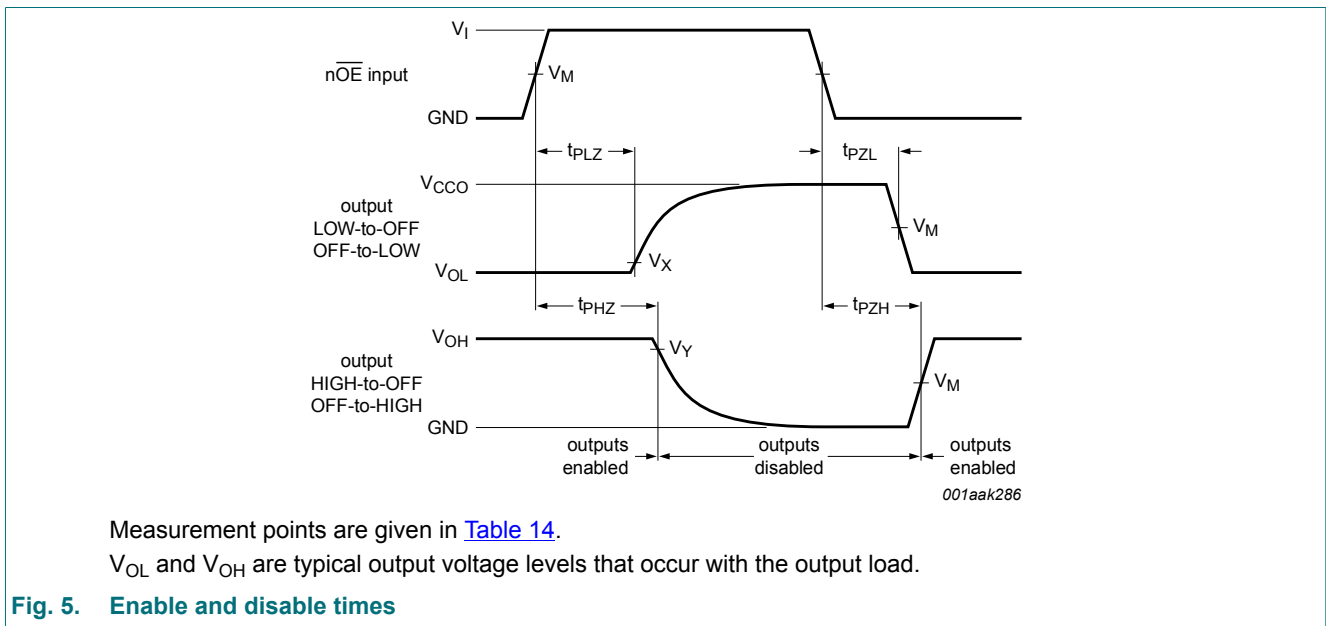 VI
nOE input
VM
GND
tPLZ
tPZL
VCCO
output
LOW-to-OFF
OFF-to-LOW
VM
VX
VOL
tPHZ
tPZH
VOH
VY
output
HIGH-to-OFF
OFF-to-HIGH
VM
GND
outputs
enabled
outputs
disabled
outputs
enabled
001aak286
Measurement points are given in Table 14.
VOL and VOH are typical output voltage levels that occur with the output load.
Fig. 5. Enable and disable times